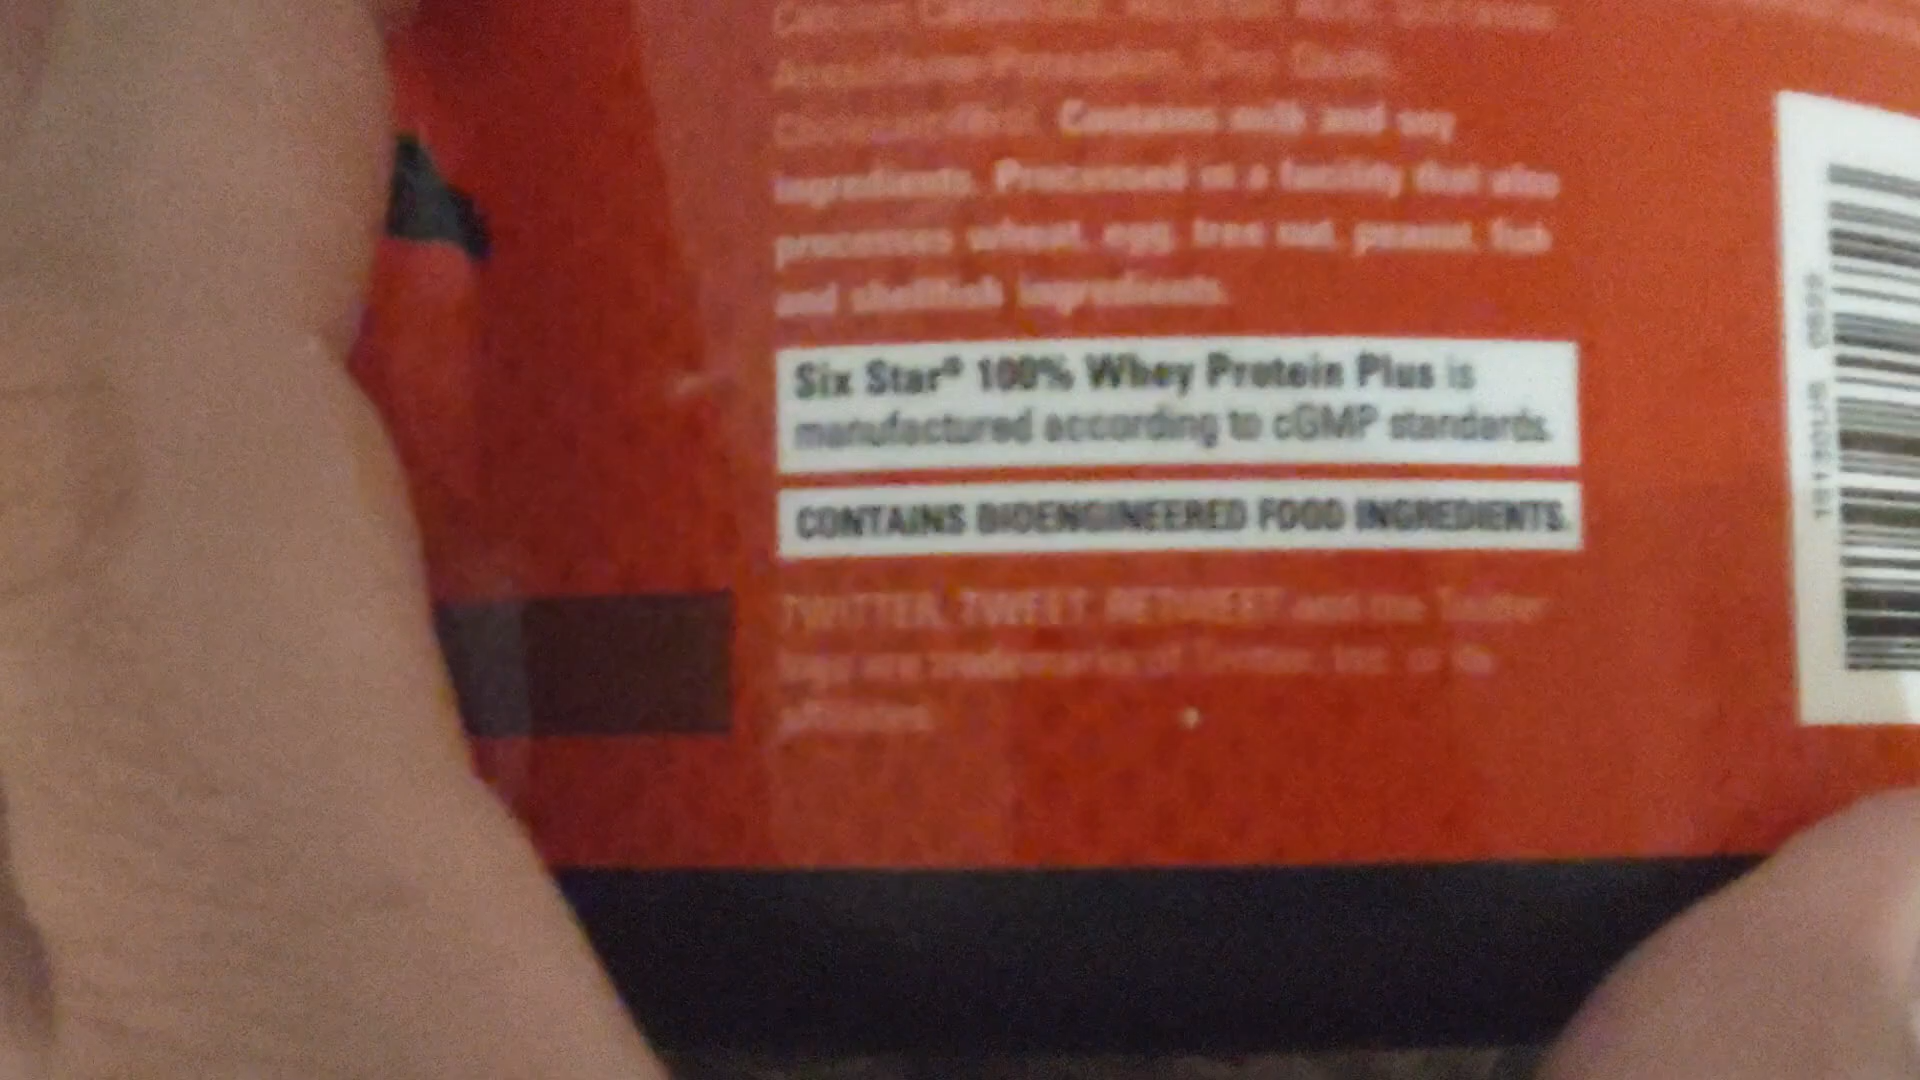 Contains milk and soy
ingredients. Processed in a facility that also
processes wheat, egg, tree nut, peanut, fish
and shellfish ingredients.
Six Star® 100% Whey Protein Plus is
manufactured according to cGMP standards.
CONTAINS BIOENGINEERED FOOD INGREDIENTS.
TWITTER, TWEET, RETWEET and the Twitter
logo are trademarks of Twitter, Inc. or its
affiliates.